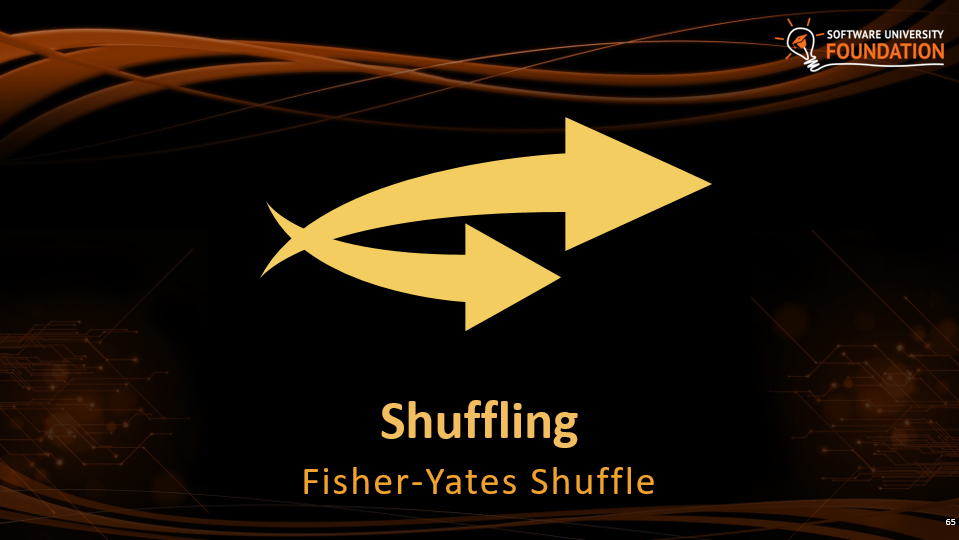 SOFTWARE UNIVERSITY
FOUNDATION
Shuffling
Fisher-Yates Shuffle
65